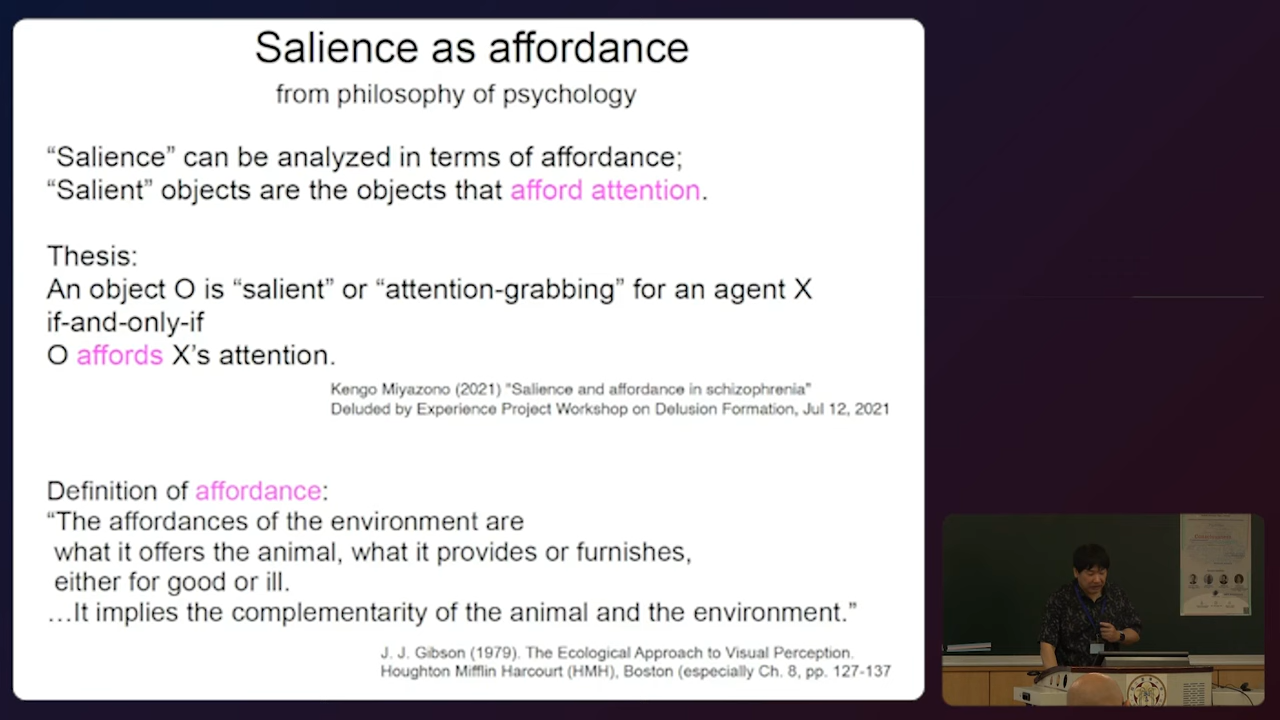 Salience as affordance
from philosophy of psychology
“Salience” can be analyzed in terms of affordance;
“Salient” objects are the objects that afford attention.
Thesis:
An object O is “salient” or “attention-grabbing” for an agent X
if-and-only-if
O affords X’s attention.
Kengo Miyazono (2021) "Salience and affordance in schizophrenia"
Deluded by Experience Project Workshop on Delusion Formation, Jul 12, 2021
Definition of affordance:
“The affordances of the environment are
what it offers the animal, what it provides or furnishes,
either for good or ill.
…It implies the complementarity of the animal and the environment.”
J. J. Gibson (1979). The Ecological Approach to Visual Perception.
Houghton Mifflin Harcourt (HMH), Boston (especially Ch. 8, pp. 127-137